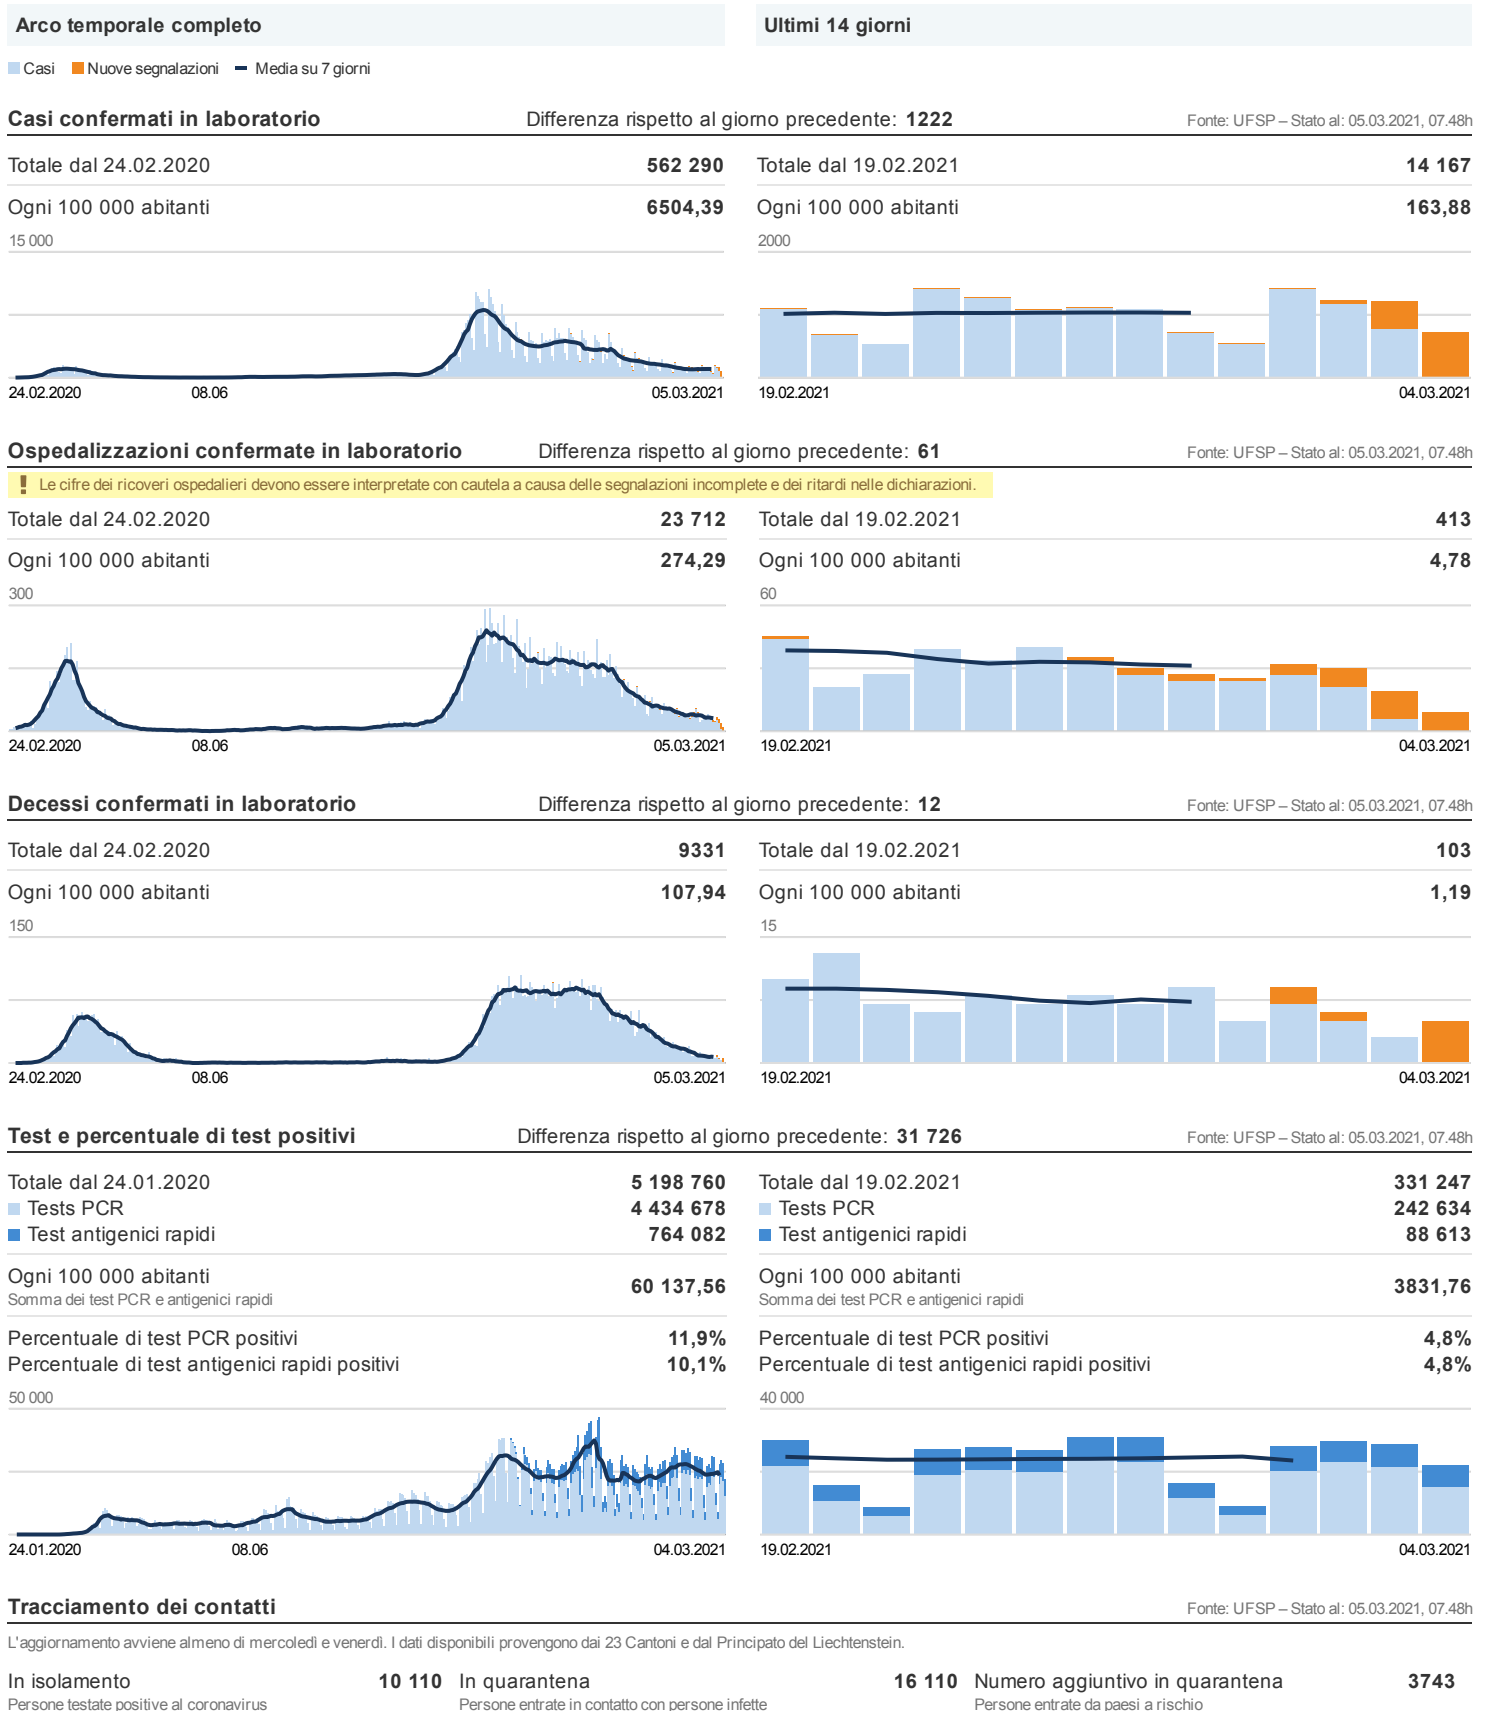 Arco temporale completo
Ultimi 14 giorni
Casi Nuove segnalazioni Media su 7 giorni
Casi confermati in laboratorio Differenza rispetto al giorno precedente: 1222 Fonte: UFSP – Stato al: 05.03.2021, 07.48h
Totale dal 24.02.2020 562 290 Totale dal 19.02.2021 14 167
Ogni 100 000 abitanti 6504,39 Ogni 100 000 abitanti 163,88
15 000 2000
24.02.2020 08.06 05.03.2021 19.02.2021 04.03.2021
Ospedalizzazioni confermate in laboratorio Differenza rispetto al giorno precedente: 61 Fonte: UFSP – Stato al: 05.03.2021, 07.48h
! Le cifre dei ricoveri ospedalieri devono essere interpretate con cautela a causa delle segnalazioni incomplete e dei ritardi nelle dichiarazioni.
Totale dal 24.02.2020 23 712 Totale dal 19.02.2021 413
Ogni 100 000 abitanti 274,29 Ogni 100 000 abitanti 4,78
300 60
24.02.2020 08.06 05.03.2021 19.02.2021 04.03.2021
Decessi confermati in laboratorio Differenza rispetto al giorno precedente: 12 Fonte: UFSP – Stato al: 05.03.2021, 07.48h
Totale dal 24.02.2020 9331 Totale dal 19.02.2021 103
Ogni 100 000 abitanti 107,94 Ogni 100 000 abitanti 1,19
150 15
24.02.2020 08.06 05.03.2021 19.02.2021 04.03.2021
Test e percentuale di test positivi Differenza rispetto al giorno precedente: 31 726 Fonte: UFSP – Stato al: 05.03.2021, 07.48h
Totale dal 24.01.2020 5 198 760 Totale dal 19.02.2021 331 247
Tests PCR 4 434 678 Tests PCR 242 634
Test antigenici rapidi 764 082 Test antigenici rapidi 88 613
Ogni 100 000 abitanti 60 137,56 Ogni 100 000 abitanti 3831,76
Somma dei test PCR e antigenici rapidi Somma dei test PCR e antigenici rapidi
Percentuale di test PCR positivi 11,9% Percentuale di test PCR positivi 4,8%
Percentuale di test antigenici rapidi positivi 10,1% Percentuale di test antigenici rapidi positivi 4,8%
50 000 40 000
24.01.2020 08.06 04.03.2021 19.02.2021 04.03.2021
Tracciamento dei contatti Fonte: UFSP – Stato al: 05.03.2021, 07.48h
L'aggiornamento avviene almeno di mercoledì e venerdì. I dati disponibili provengono dai 23 Cantoni e dal Principato del Liechtenstein.
In isolamento 10 110 In quarantena 16 110 Numero aggiuntivo in quarantena 3743
Persone testate positive al coronavirus Persone entrate in contatto con persone infette Persone entrate da paesi a rischio